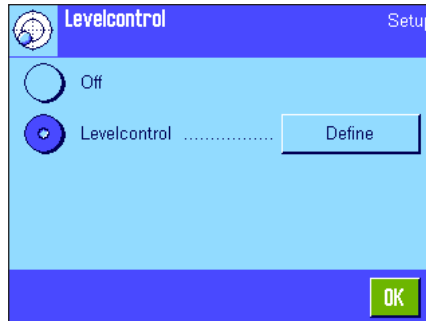 Levelcontrol Setup
Off
Levelcontrol ................. Define
OK